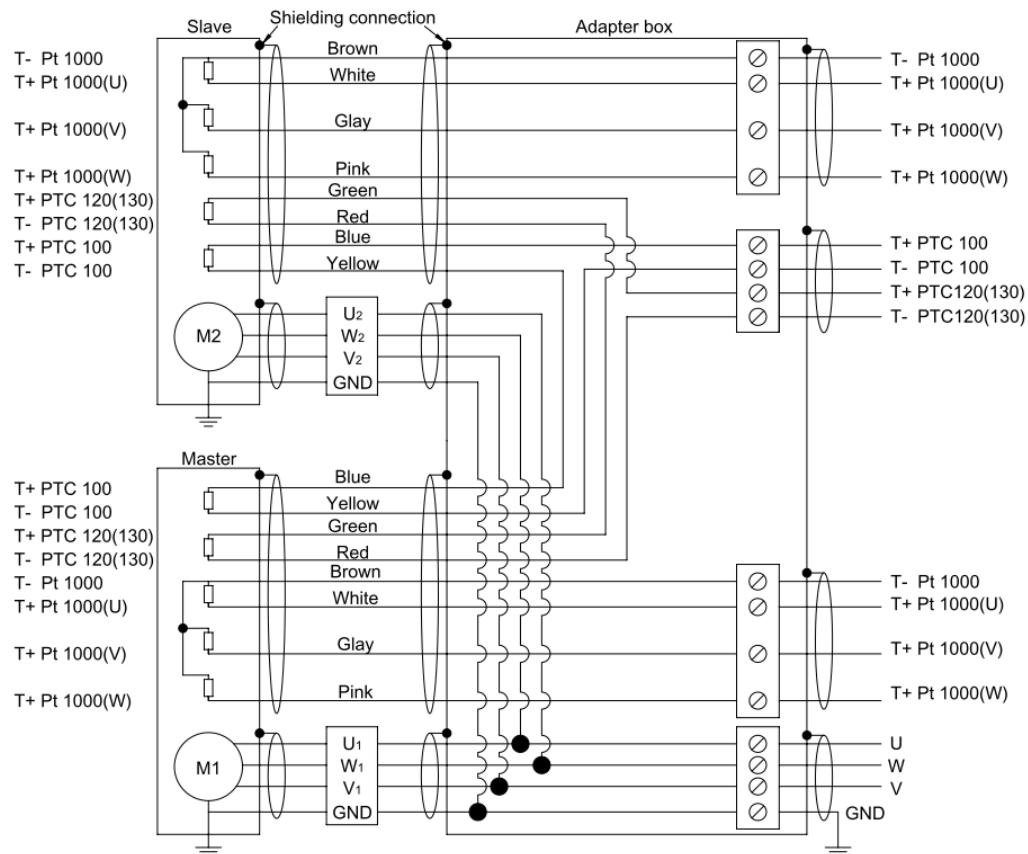 Shielding connection
Slave
Adapter box
T- Pt 1000
Brown
T- Pt 1000
T+ Pt 1000(U)
White
T+ Pt 1000(U)
T+ Pt 1000(V)
Glay
T+ Pt 1000(V)
T+ Pt 1000(W)
Pink
T+ Pt 1000(W)
T+ PTC 120(130)
Green
T- PTC 120(130)
Red
T+ PTC 100
Blue
T+ PTC 100
T- PTC 100
Yellow
T- PTC 100
T+ PTC120(130)
T- PTC120(130)
M2
U2
W2
V2
GND
Master
T+ PTC 100
Blue
T- PTC 100
Yellow
T+ PTC 120(130)
Green
T- PTC 120(130)
Red
T- Pt 1000
Brown
T- Pt 1000
T+ Pt 1000(U)
White
T+ Pt 1000(U)
T+ Pt 1000(V)
Glay
T+ Pt 1000(V)
T+ Pt 1000(W)
Pink
T+ Pt 1000(W)
M1
U1
U
W1
W
V1
V
GND
GND